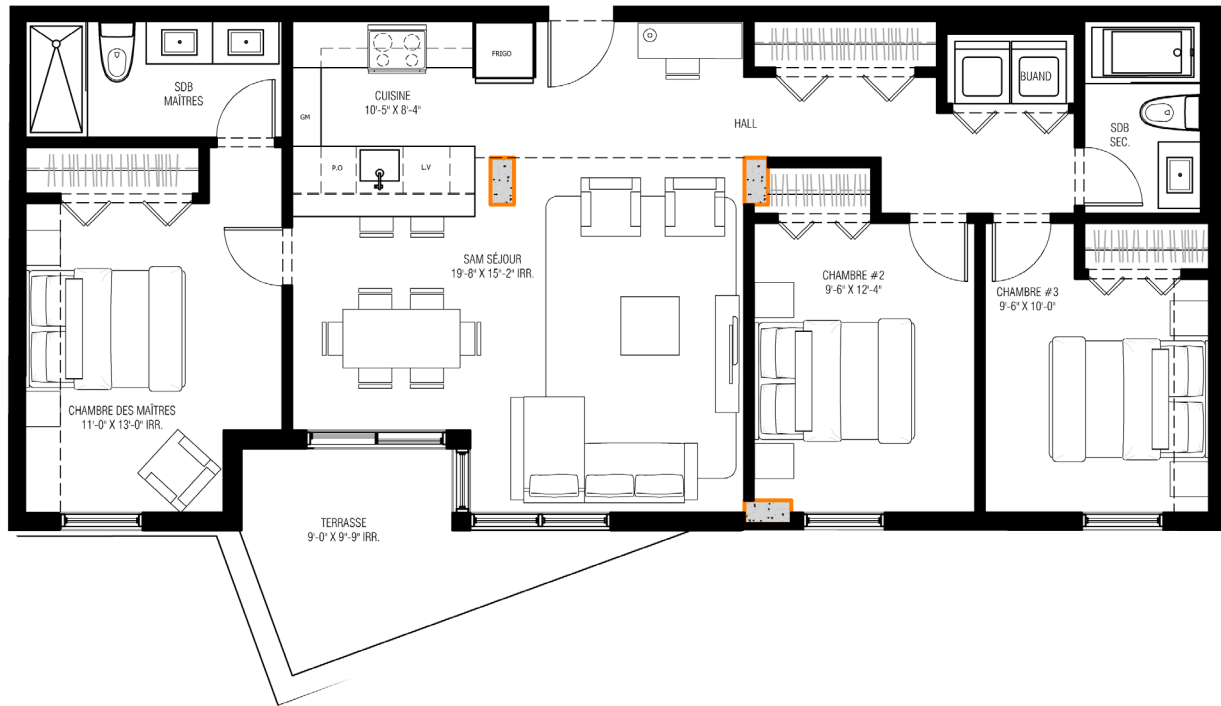 SDB
MAÎTRES
CUISINE
10'-5" X 8'-4"
FRIGO
GM
P.O
L.V
HALL
BUAND
SDB
SEC.
SAM SÉJOUR
19'-8" X 15'-2" IRR.
CHAMBRE #2
9'-6" X 12'-4"
CHAMBRE #3
9'-6" X 10'-0"
CHAMBRE DES MAÎTRES
11'-0" X 13'-0" IRR.
TERRASSE
9'-0" X 9'-9" IRR.